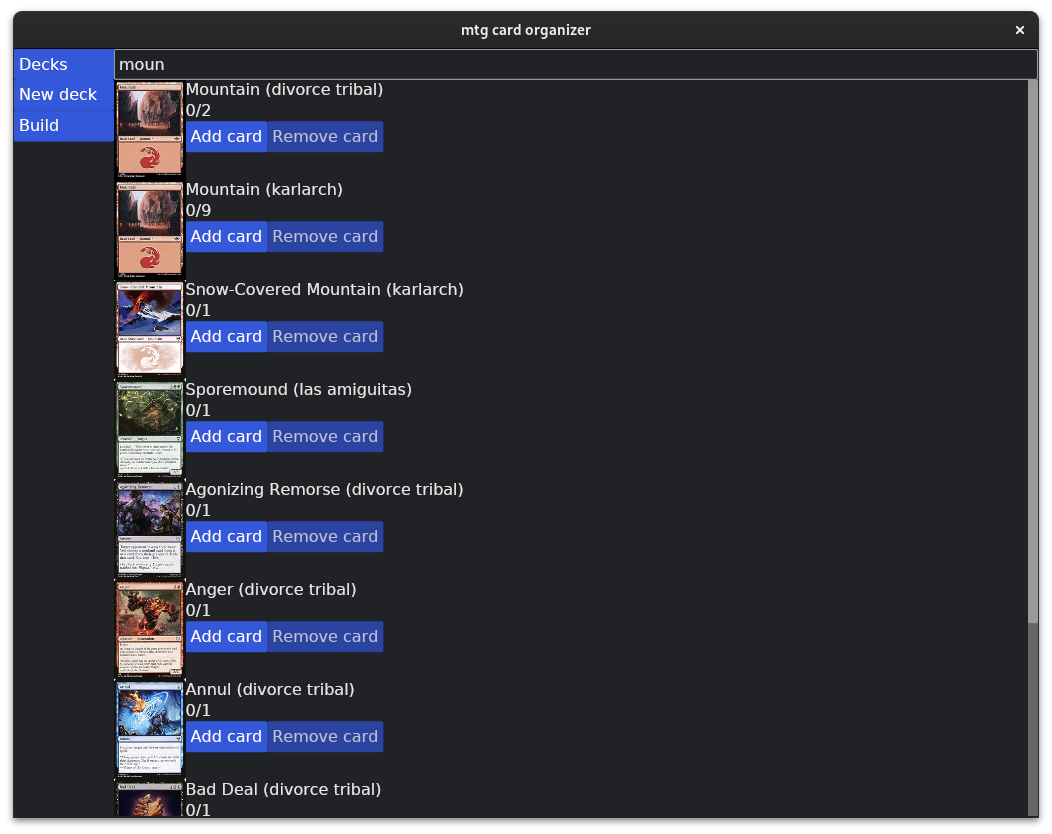 mtg card organizer
×
Decks
moun
New deck
Build
Mountain (divorce tribal)
0/2
Add card Remove card
Mountain (karlarch)
0/9
Add card Remove card
Snow-Covered Mountain (karlarch)
0/1
Add card Remove card
Sporemound (las amiguitas)
0/1
Add card Remove card
Agonizing Remorse (divorce tribal)
0/1
Add card Remove card
Anger (divorce tribal)
0/1
Add card Remove card
Annul (divorce tribal)
0/1
Add card Remove card
Bad Deal (divorce tribal)
0/1